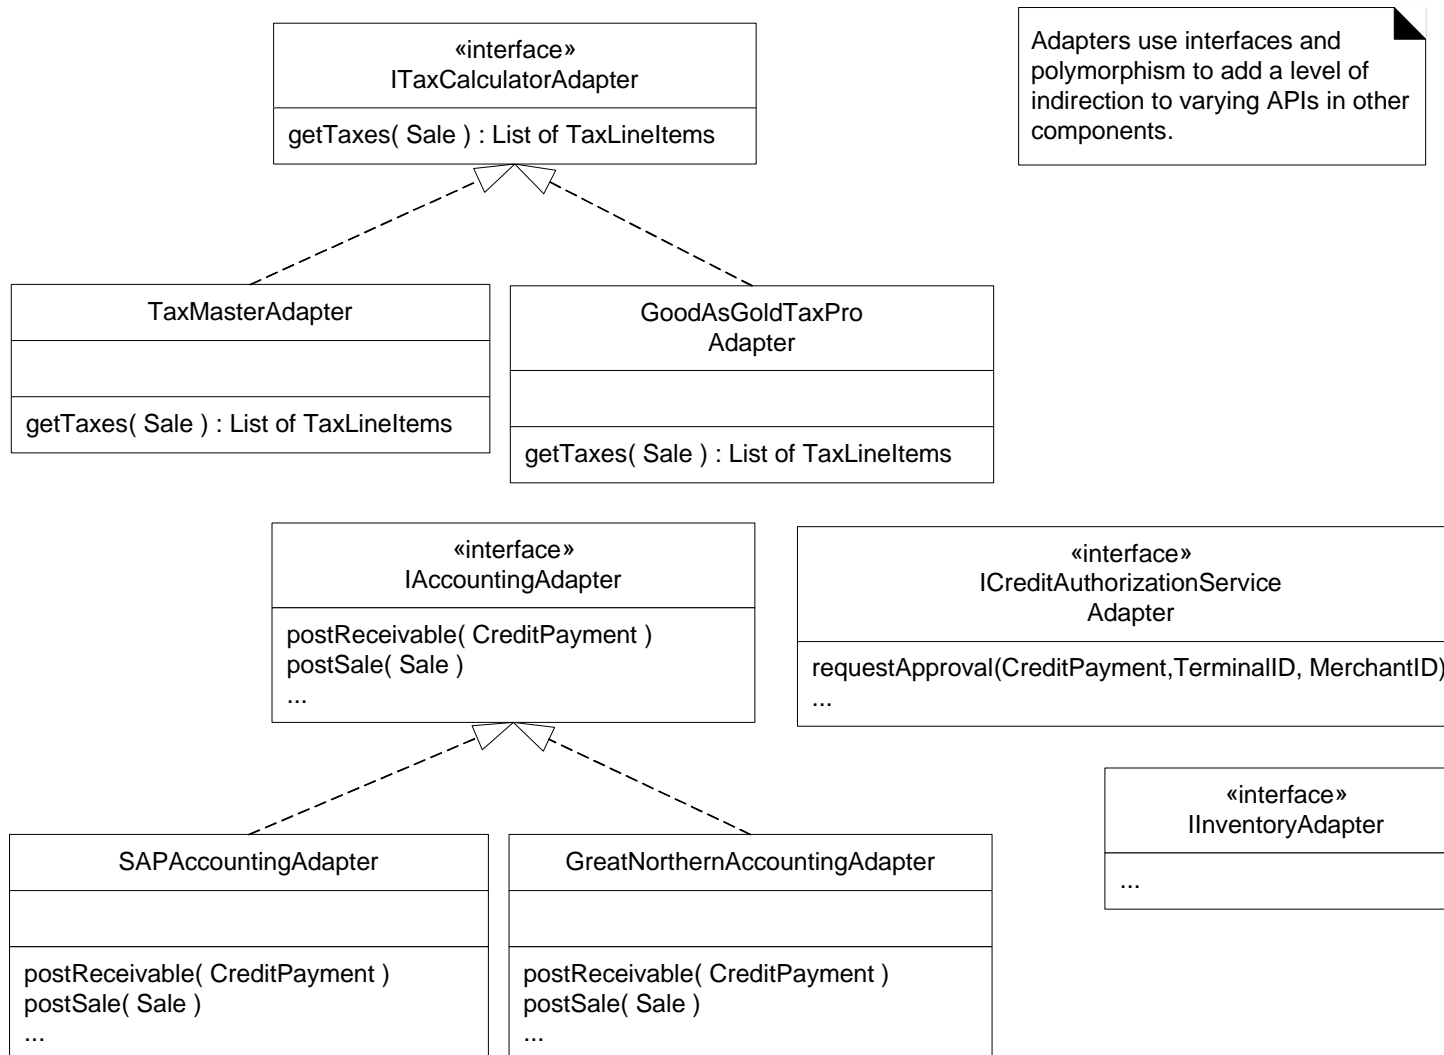 «interface»
ITaxCalculatorAdapter
getTaxes( Sale ) : List of TaxLineItems
Adapters use interfaces and
polymorphism to add a level of
indirection to varying APIs in other
components.
TaxMasterAdapter
getTaxes( Sale ) : List of TaxLineItems
GoodAsGoldTaxPro
Adapter
getTaxes( Sale ) : List of TaxLineItems
«interface»
IAccountingAdapter
postReceivable( CreditPayment )
postSale( Sale )
...
«interface»
ICreditAuthorizationService
Adapter
requestApproval(CreditPayment,TerminalID, MerchantID)
...
«interface»
IInventoryAdapter
...
SAPAccountingAdapter
postReceivable( CreditPayment )
postSale( Sale )
...
GreatNorthernAccountingAdapter
postReceivable( CreditPayment )
postSale( Sale )
...